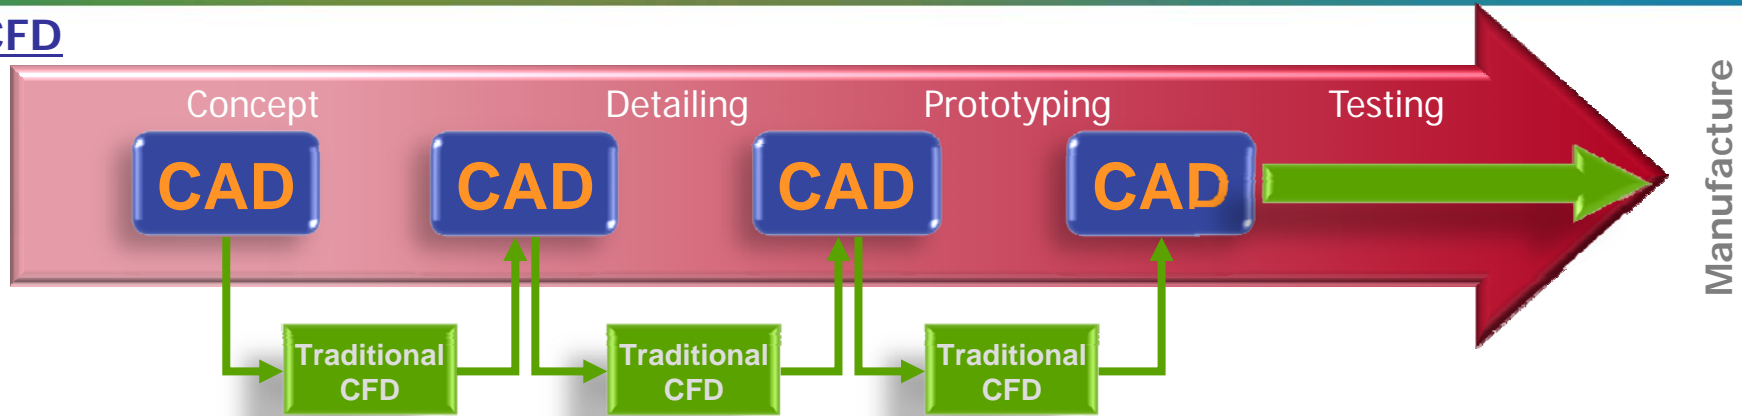 CFD
Concept Detailing Prototyping Testing
CAD CAD CAD CAD
Manufacture
Traditional Traditional Traditional
CFD CFD CFD